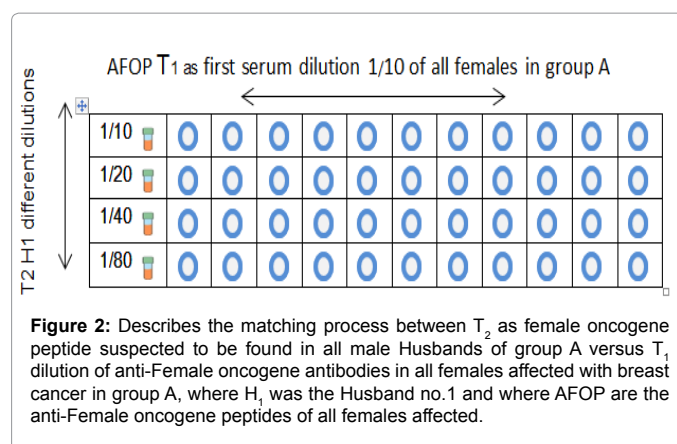 AFOP T1 as first serum dilution 1/10 of all females in group A
T2 H1 different dilutions
1/10
1/20
1/40
1/80
Figure 2: Describes the matching process between T2 as female oncogene
peptide suspected to be found in all male Husbands of group A versus T1
dilution of anti-Female oncogene antibodies in all females affected with breast
cancer in group A, where H1 was the Husband no.1 and where AFOP are the
anti-Female oncogene peptides of all females affected.